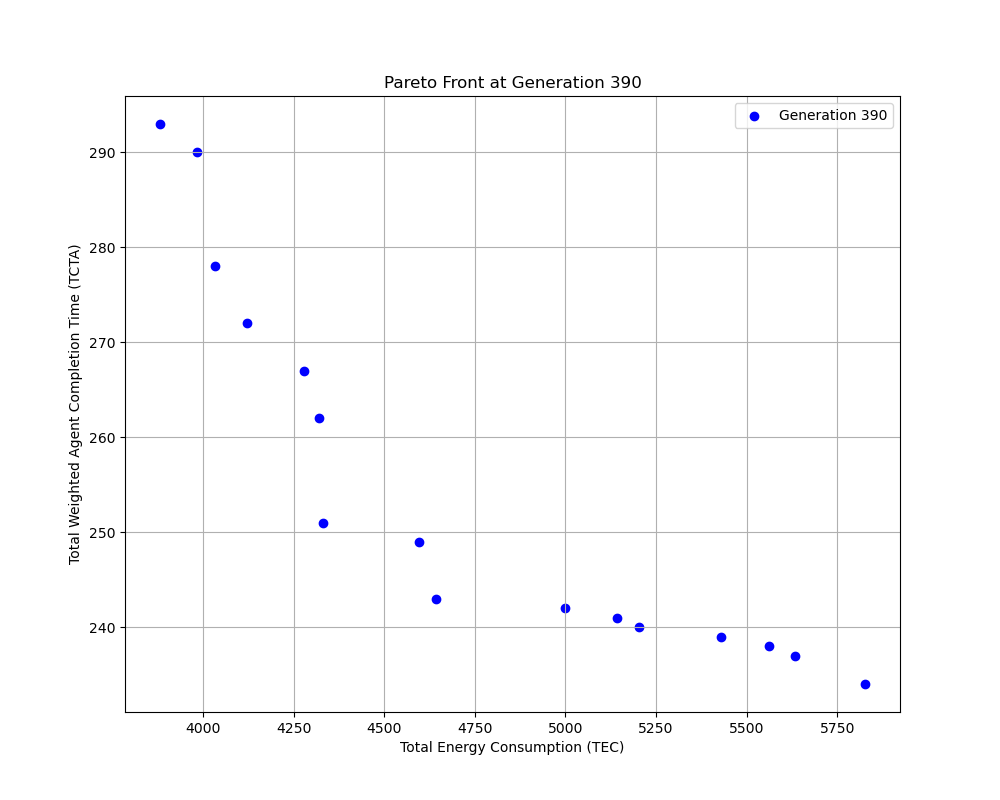 Pareto Front at Generation 390
Generation 390
290
280
270
260
250
240
Total Weighted Agent Completion Time (TCTA)
4000 4250 4500 4750 5000 5250 5500 5750
Total Energy Consumption (TEC)